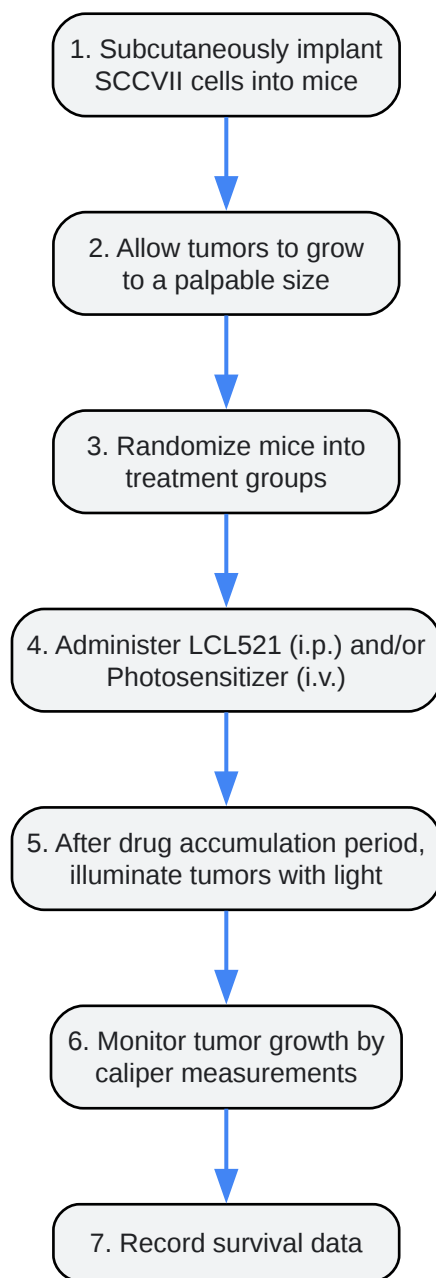 1. Subcutaneously implant
SCCVII cells into mice
2. Allow tumors to grow
to a palpable size
3. Randomize mice into
treatment groups
4. Administer LCL521 (i.p.) and/or
Photosensitizer (i.v.)
5. After drug accumulation period,
illuminate tumors with light
6. Monitor tumor growth by
caliper measurements
7. Record survival data